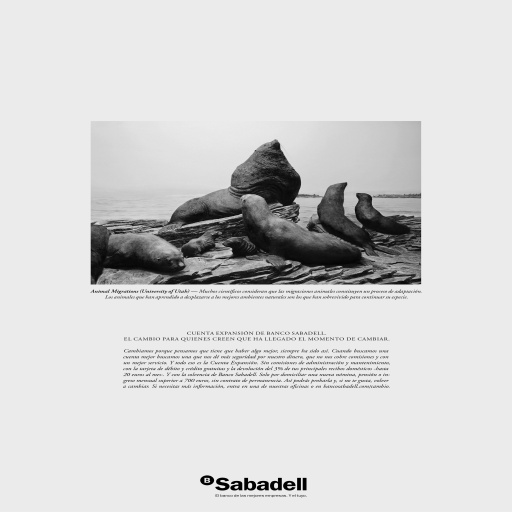 Animal Migrations (University of Utah) — Muchos científicos consideran que las migraciones animales constituyen un proceso de adaptación.
Los animales que han aprendido a desplazarse a los mejores ambientes naturales son los que han sobrevivido para continuar su especie.
CUENTA EXPANSIÓN DE BANCO SABADELL.
EL CAMBIO PARA QUIENES CREEN QUE HA LLEGADO EL MOMENTO DE CAMBIAR.
Cambiamos porque pensamos que tiene que haber algo mejor, siempre ha sido así. Cuando buscamos una
cuenta mejor buscamos una que nos dé más seguridad por nuestro dinero, que no nos cobre comisiones y con
un mejor servicio. Y todo eso es la Cuenta Expansión. Sin comisiones de administración y mantenimiento,
con la tarjeta de débito y crédito gratuitas y la devolución del 3% de tus principales recibos domésticos -hasta
20 euros al mes-. Y con la solvencia de Banco Sabadell. Solo por domiciliar una nueva nómina, pensión o in-
greso mensual superior a 700 euros, sin contrato de permanencia. Así podrás probarla y, si no te gusta, volver
a cambiar. Si necesitas más información, entra en una de nuestras oficinas o en bancosabadell.com/cambio.
B Sabadell
El banco de las mejores empresas. Y el tuyo.